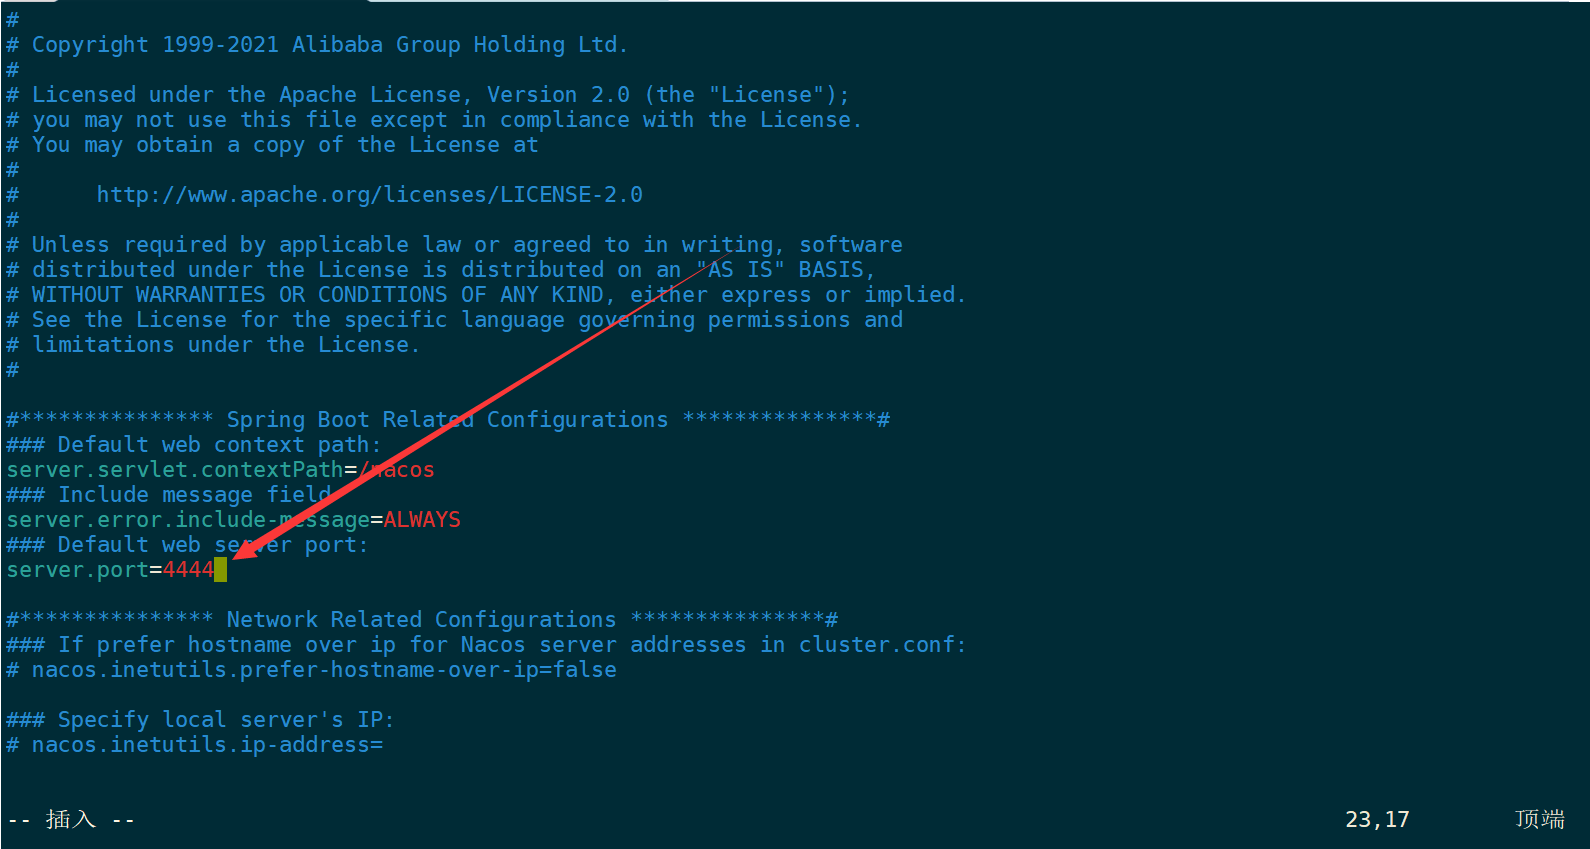 #
# Copyright 1999-2021 Alibaba Group Holding Ltd.
#
# Licensed under the Apache License, Version 2.0 (the "License");
# you may not use this file except in compliance with the License.
# You may obtain a copy of the License at
#
#      http://www.apache.org/licenses/LICENSE-2.0
#
# Unless required by applicable law or agreed to in writing, software
# distributed under the License is distributed on an "AS IS" BASIS,
# WITHOUT WARRANTIES OR CONDITIONS OF ANY KIND, either express or implied.
# See the License for the specific language governing permissions and
# limitations under the License.
#
#*************** Spring Boot Related Configurations ***************#
### Default web context path:
server.servlet.contextPath=/nacos
### Include message field
server.error.include-message=ALWAYS
### Default web server port:
server.port=4444
#*************** Network Related Configurations ***************#
### If prefer hostname over ip for Nacos server addresses in cluster.conf:
# nacos.inetutils.prefer-hostname-over-ip=false
### Specify local server's IP:
# nacos.inetutils.ip-address=
-- 插入 -- 23,17 顶端